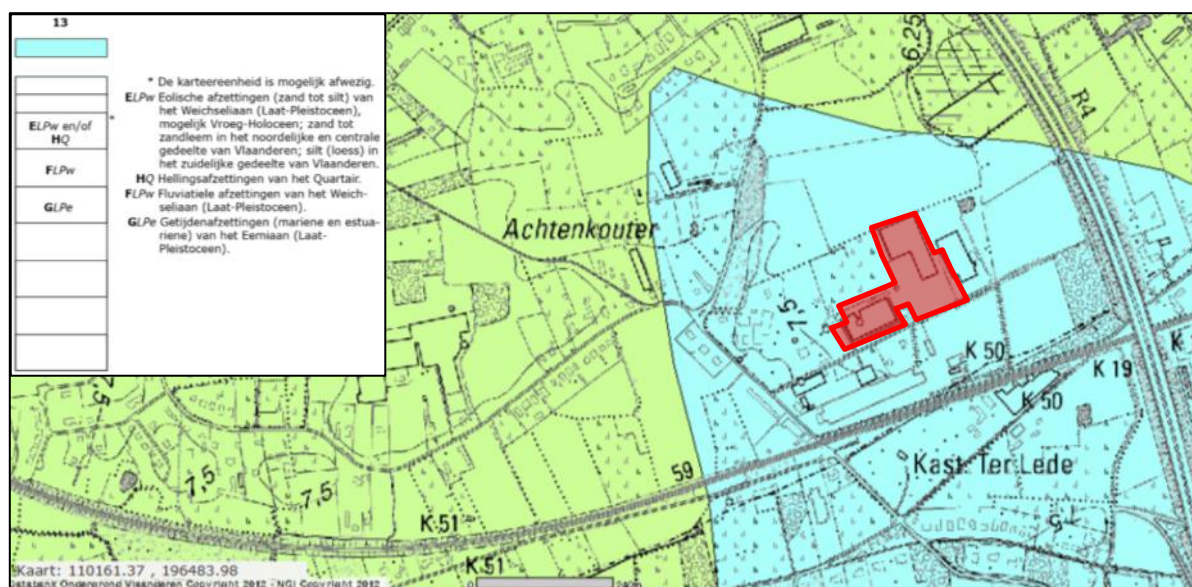 13
* De karteereenheid is mogelijk afwezig.
ELPw Eolische afzettingen (zand tot silt) van
het Weichseliaan (Laat-Pleistoceen),
mogelijk Vroeg-Holoceen; zand tot
zandleem in het noordelijke en centrale
gedeelte van Vlaanderen; silt (loess) in
het zuidelijke gedeelte van Vlaanderen.
HQ Hellingsafzettingen van het Quartair.
FLPw Fluviatiele afzettingen van het Weich-
seliaan (Laat-Pleistoceen).
GLPe Getijdenafzettingen (mariene en estua-
riene) van het Eemiaan (Laat-
Pleistoceen).
*
ELPw en/of
HQ
FLPw
GLPe
6,25
R4
Achtenkouter
7,5
K 50
K 19
K
K 50
59
Kast. Ter Lede
7,5
7,5
7,5
K 51
K 51
Kaart: 110161.37 , 196483.98
Databank Ondergrond Vlaanderen Copyright 2012 - NGI Copyright 2012